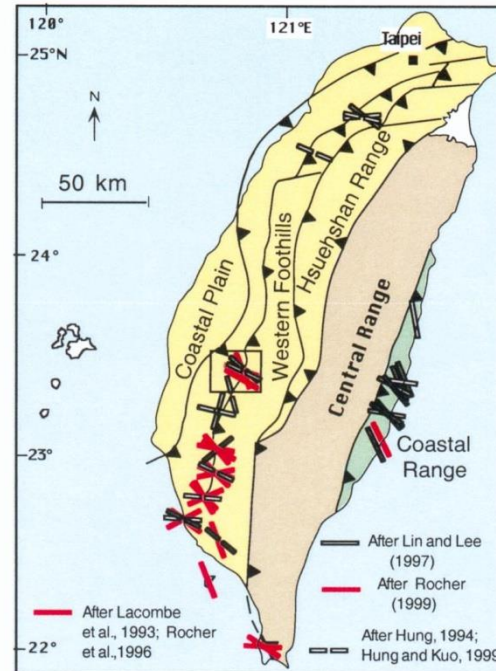 120°
121°E
25°N
Taipei
N
50 km
24°
Coastal Plain
Western Foothills
Hsuehshan Range
Central Range
23°
Coastal
Range
After Lin and Lee
(1997)
After Rocher
(1999)
After Lacombe
et al., 1993; Rocher
et al.,1996
After Hung, 1994;
Hung and Kuo, 1999
22°